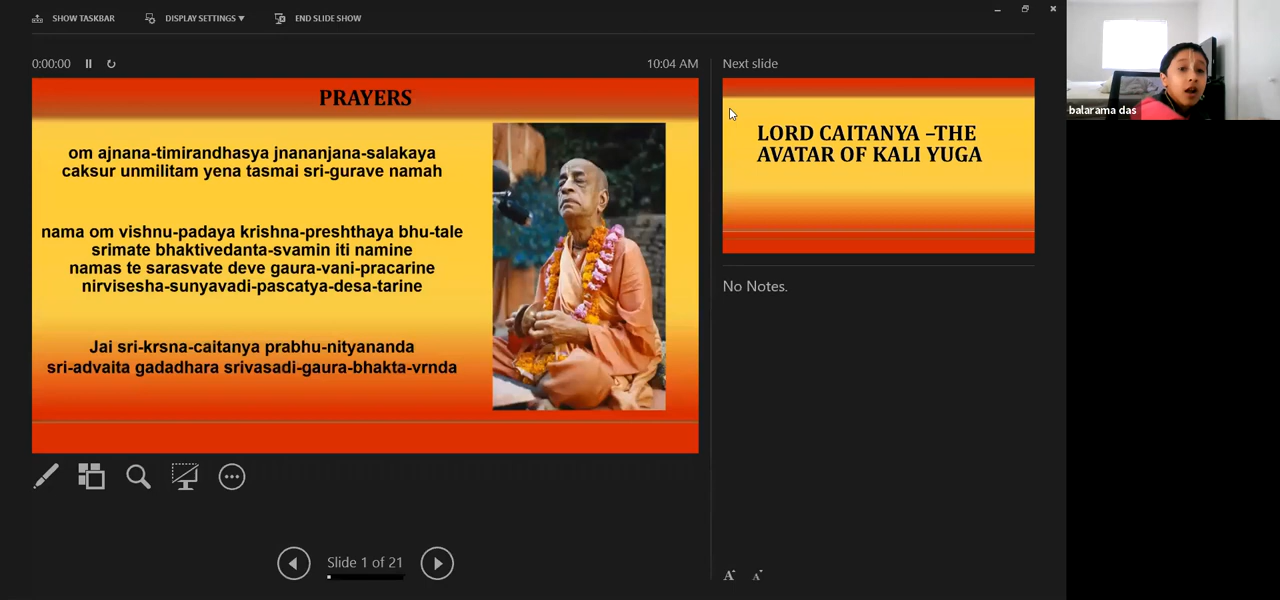 SHOW TASKBAR
DISPLAY SETTINGS ▼
END SLIDE SHOW
0:00:00
10:04 AM
PRAYERS
om ajnana-timirandhasya jnananjana-salakaya
caksur unmilitam yena tasmai sri-gurave namah
nama om vishnu-padaya krishna-preshthaya bhu-tale
srimate bhaktivedanta-svamin iti namine
namas te sarasvate deve gaura-vani-pracarine
nirvisesha-sunyavadi-pascatya-desa-tarine
Jai sri-krsna-caitanya prabhu-nityananda
sri-advaita gadadhara srivasadi-gaura-bhakta-vrnda
Slide 1 of 21
Next slide
LORD CAITANYA –THE
AVATAR OF KALI YUGA
No Notes.
A A
balarama das